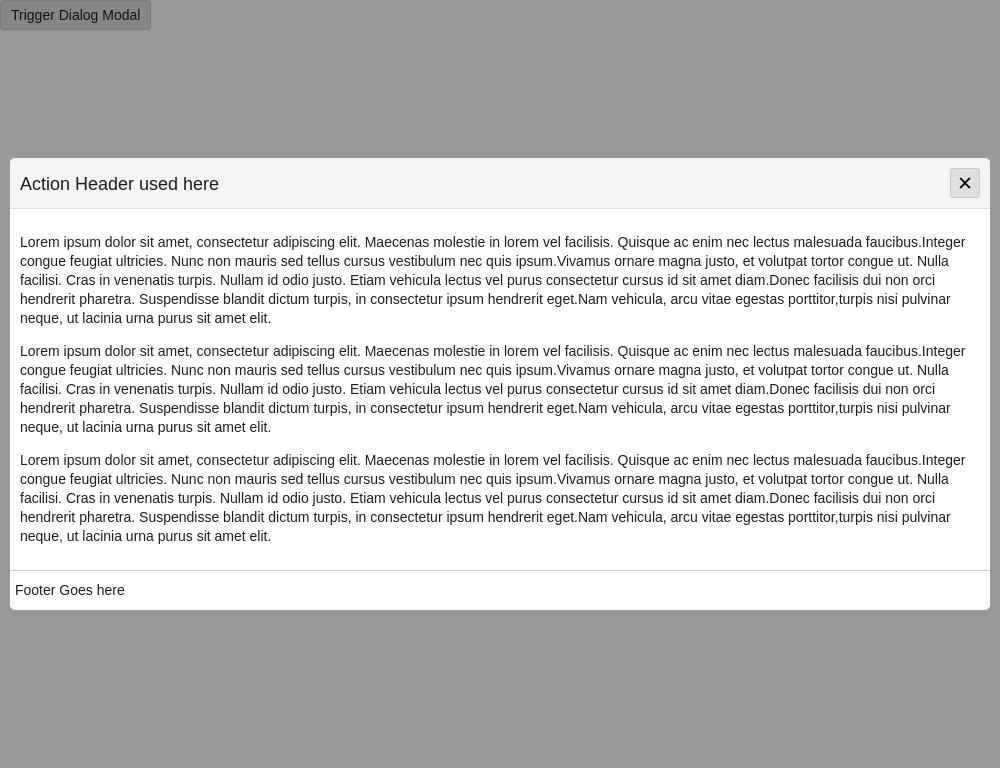 Trigger Dialog Modal
Action Header used here
Lorem ipsum dolor sit amet, consectetur adipiscing elit. Maecenas molestie in lorem vel facilisis. Quisque ac enim nec lectus malesuada faucibus.Integer
congue feugiat ultricies. Nunc non mauris sed tellus cursus vestibulum nec quis ipsum.Vivamus ornare magna justo, et volutpat tortor congue ut. Nulla
facilisi. Cras in venenatis turpis. Nullam id odio justo. Etiam vehicula lectus vel purus consectetur cursus id sit amet diam.Donec facilisis dui non orci
hendrerit pharetra. Suspendisse blandit dictum turpis, in consectetur ipsum hendrerit eget.Nam vehicula, arcu vitae egestas porttitor,turpis nisi pulvinar
neque, ut lacinia urna purus sit amet elit.
Lorem ipsum dolor sit amet, consectetur adipiscing elit. Maecenas molestie in lorem vel facilisis. Quisque ac enim nec lectus malesuada faucibus.Integer
congue feugiat ultricies. Nunc non mauris sed tellus cursus vestibulum nec quis ipsum.Vivamus ornare magna justo, et volutpat tortor congue ut. Nulla
facilisi. Cras in venenatis turpis. Nullam id odio justo. Etiam vehicula lectus vel purus consectetur cursus id sit amet diam.Donec facilisis dui non orci
hendrerit pharetra. Suspendisse blandit dictum turpis, in consectetur ipsum hendrerit eget.Nam vehicula, arcu vitae egestas porttitor,turpis nisi pulvinar
neque, ut lacinia urna purus sit amet elit.
Lorem ipsum dolor sit amet, consectetur adipiscing elit. Maecenas molestie in lorem vel facilisis. Quisque ac enim nec lectus malesuada faucibus.Integer
congue feugiat ultricies. Nunc non mauris sed tellus cursus vestibulum nec quis ipsum.Vivamus ornare magna justo, et volutpat tortor congue ut. Nulla
facilisi. Cras in venenatis turpis. Nullam id odio justo. Etiam vehicula lectus vel purus consectetur cursus id sit amet diam.Donec facilisis dui non orci
hendrerit pharetra. Suspendisse blandit dictum turpis, in consectetur ipsum hendrerit eget.Nam vehicula, arcu vitae egestas porttitor,turpis nisi pulvinar
neque, ut lacinia urna purus sit amet elit.
Footer Goes here